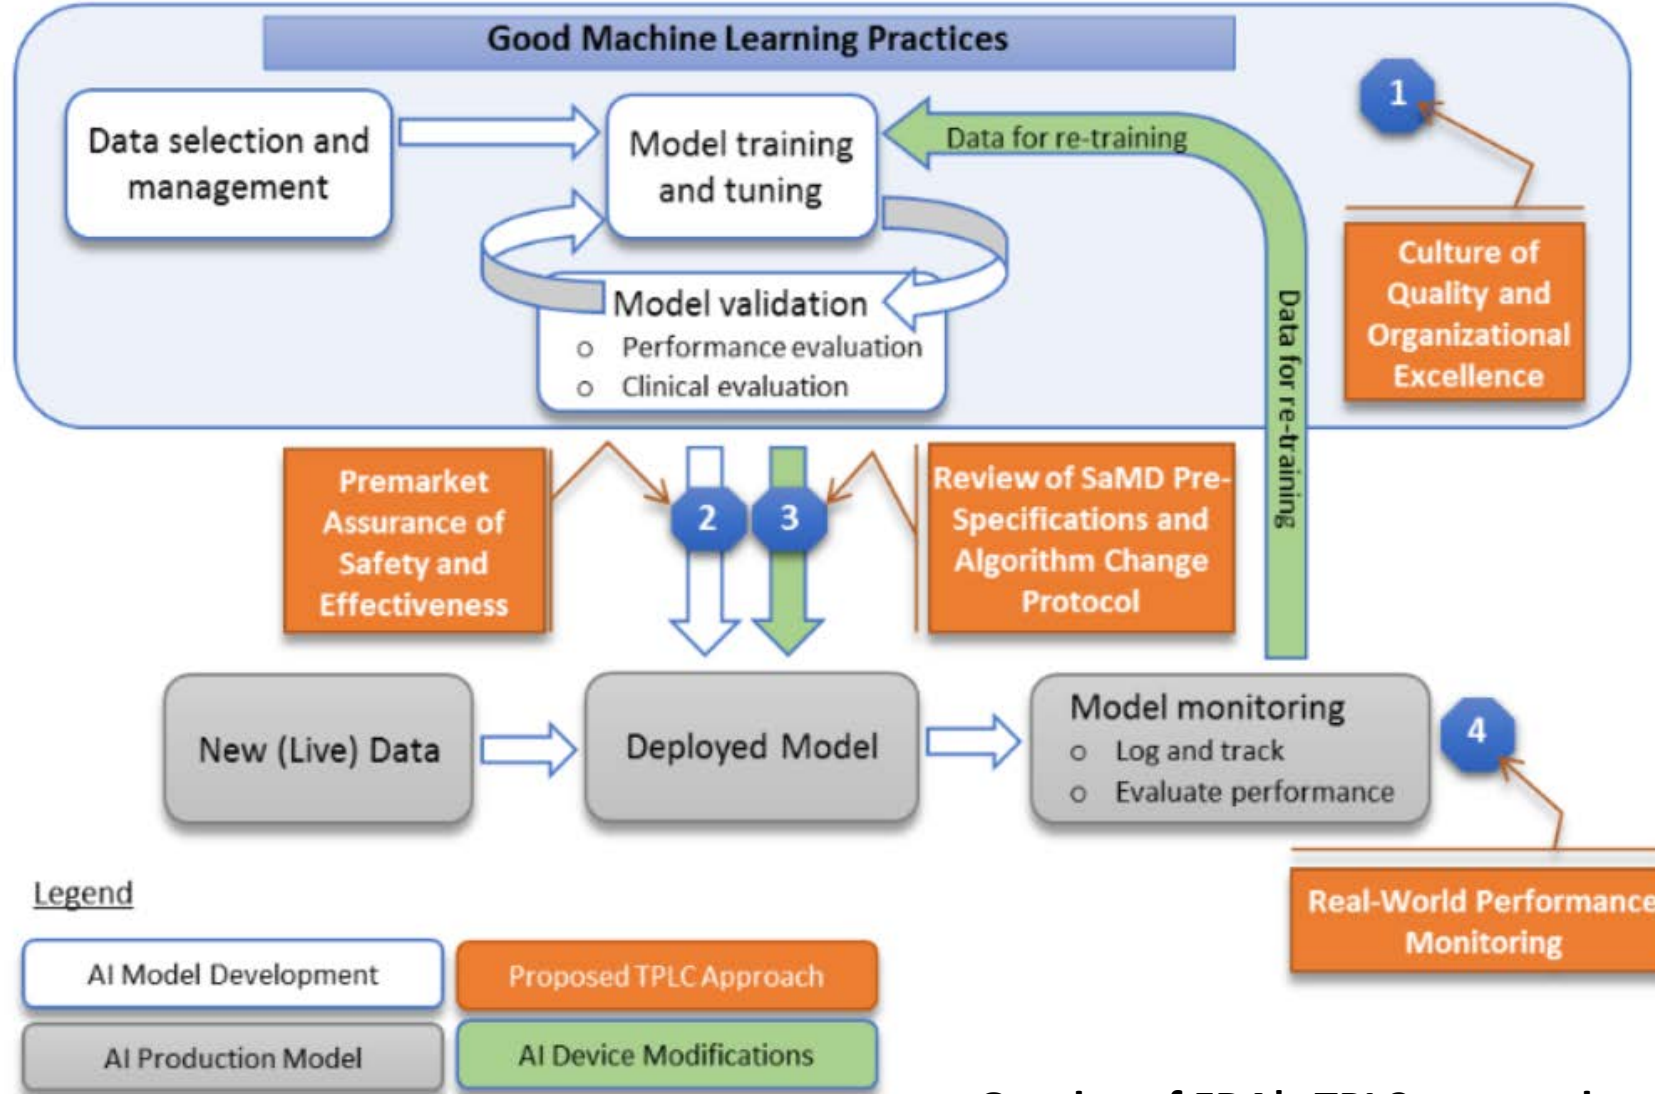 Good Machine Learning Practices
Data selection and
management
Model training
and tuning
Data for re-training
1
Culture of
Quality and
Organizational
Excellence
Model validation
o Performance evaluation
o Clinical evaluation
Data for re-training
Premarket
Assurance of
Safety and
Effectiveness
2
3
Review of SaMD Pre-
Specifications and
Algorithm Change
Protocol
New (Live) Data
Deployed Model
Model monitoring
o Log and track
o Evaluate performance
4
Real-World Performance
Monitoring
Legend
AI Model Development
Proposed TPLC Approach
AI Production Model
AI Device Modifications